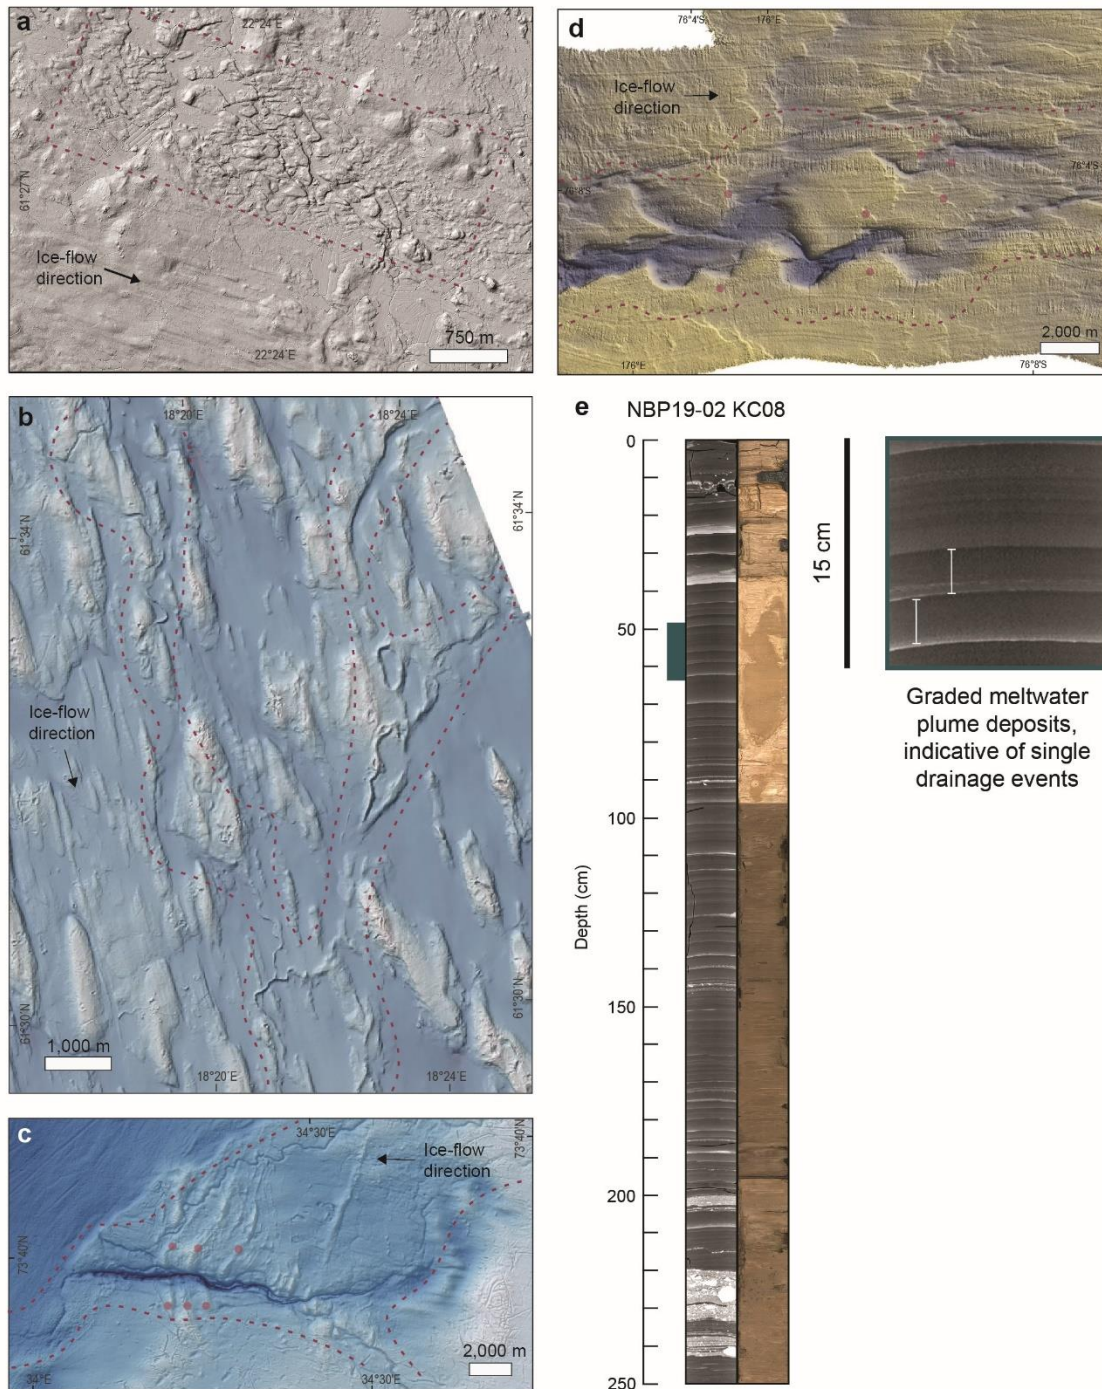 a
22°24'E
61°27'N
Ice-flow
direction
22°24'E
750 m
b
18°20'E
18°24'E
61°34'N
61°34'N
Ice-flow
direction
61°30'N
61°30'N
1,000 m
18°20'E
18°24'E
c
34°30'E
73°40'N
Ice-flow
direction
73°40'N
2,000 m
34°E
34°30'E
d
76°4'S
176°E
Ice-flow
direction
76°8'S
76°4'S
2,000 m
176°E
76°8'S
e
NBP19-02 KC08
0
50
100
150
200
250
Depth (cm)
15 cm
Graded meltwater
plume deposits,
indicative of single
drainage events